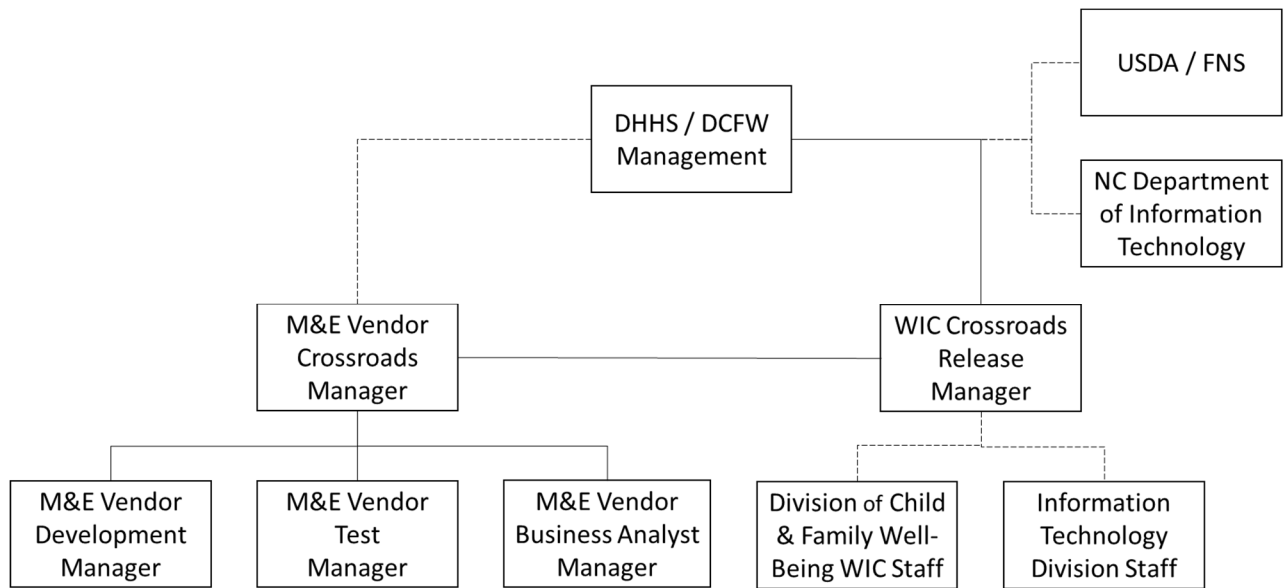 USDA / FNS
DHHS / DCFW
Management
NC Department
of Information
Technology
M&E Vendor
Crossroads
Manager
WIC Crossroads
Release
Manager
M&E Vendor
Development
Manager
M&E Vendor
Test
Manager
M&E Vendor
Business Analyst
Manager
Division of Child
& Family Well-
Being WIC Staff
Information
Technology
Division Staff